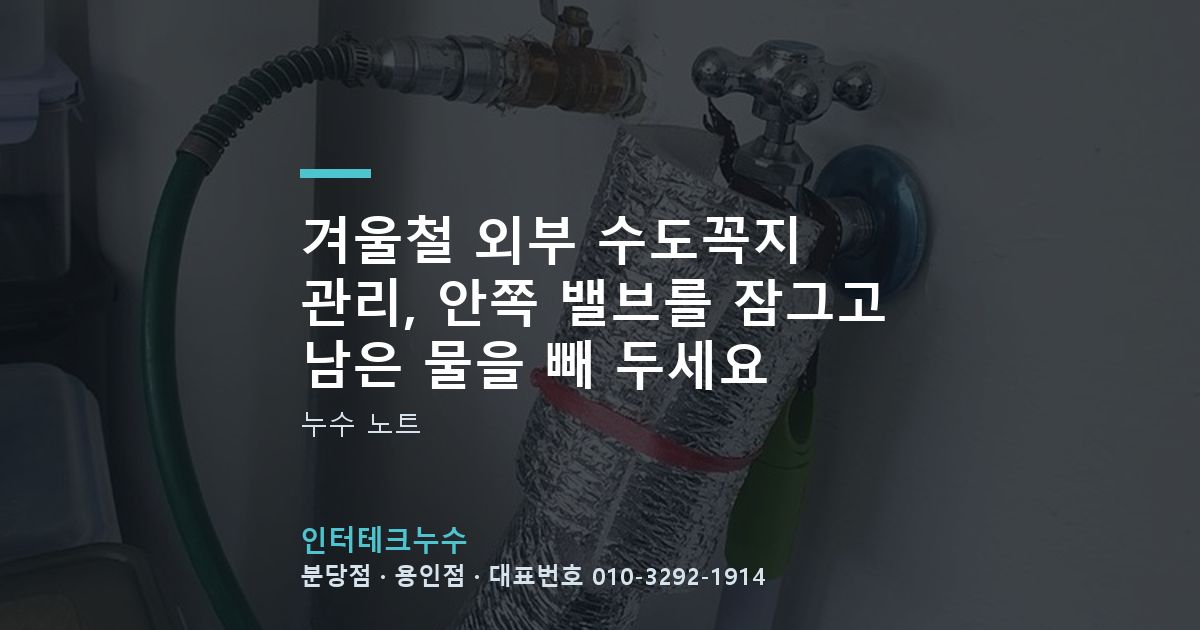 겨울철 외부 수도꼭지
관리, 안쪽 밸브를 잠그고
남은 물을 빼 두세요
누수 노트
인터테크누수
분당점 · 용인점 · 대표번호 010-3292-1914